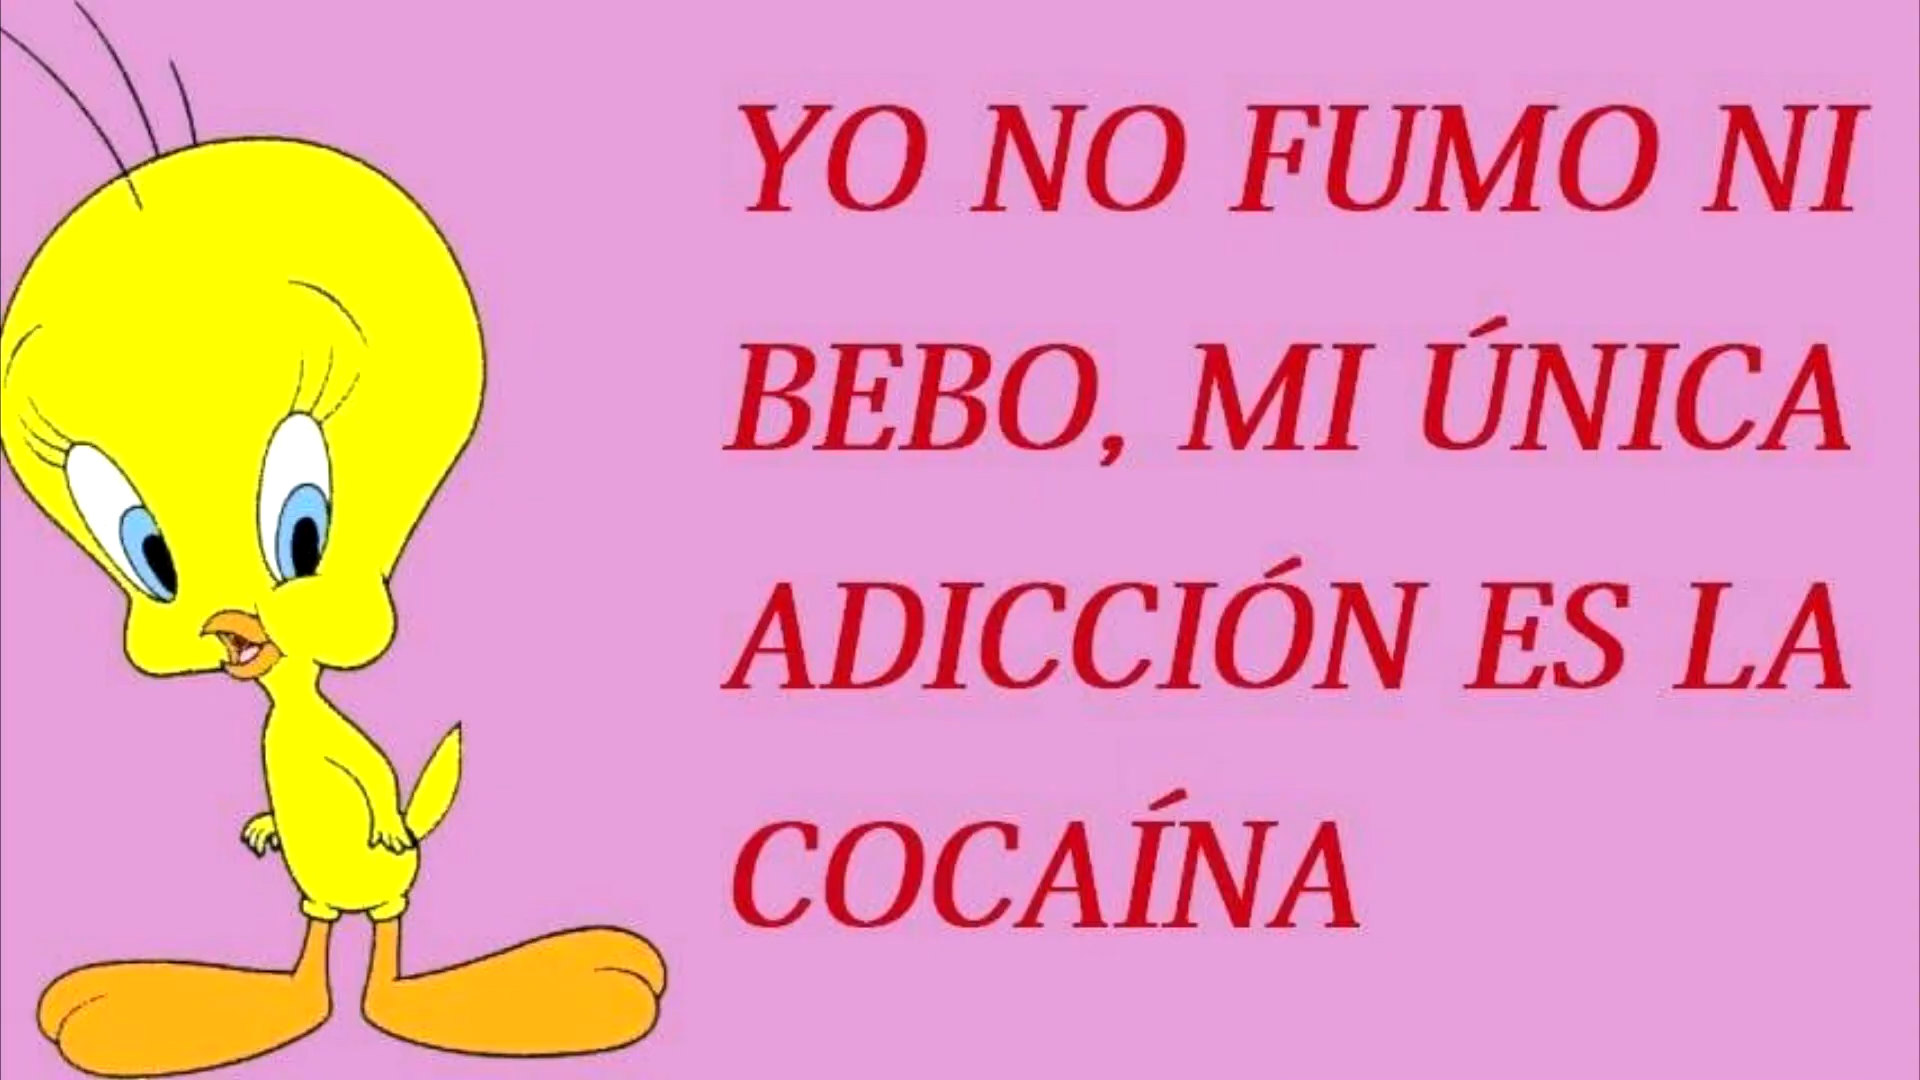 YO NO FUMO NI
BEBO, MI ÚNICA
ADICCIÓN ES LA
COCAÍNA